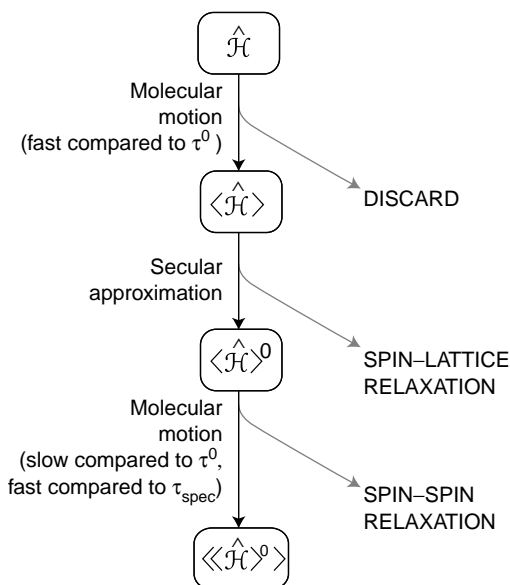 Ĥ
Molecular
motion
(fast compared to τ⁰ )
DISCARD
⟨Ĥ⟩
Secular
approximation
SPIN–LATTICE
RELAXATION
⟨Ĥ⟩⁰
Molecular
motion
(slow compared to τ⁰,
fast compared to τspec)
SPIN–SPIN
RELAXATION
⟨⟨Ĥ⟩⁰⟩